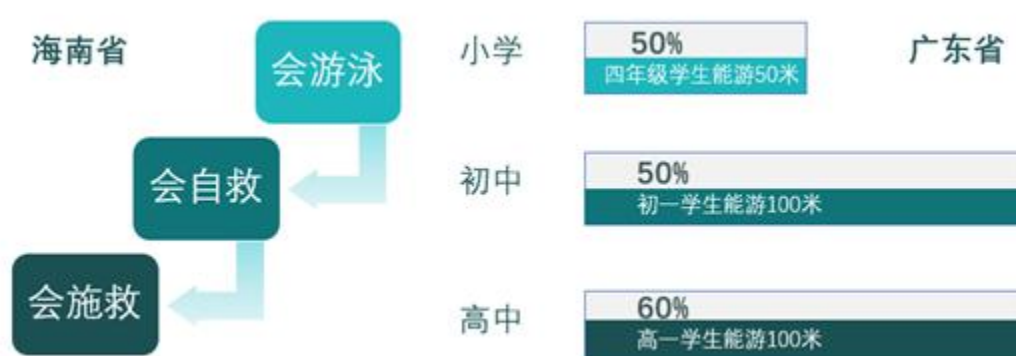 海南省
会游泳
会自救
会施救
广东省
小学
50%
四年级学生能游50米
初中
50%
初一学生能游100米
高中
60%
高一学生能游100米